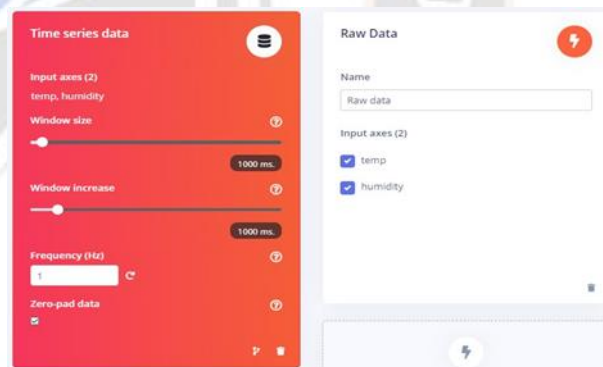 Time series data
Input axes (2)
temp, humidity
Window size
1000 ms.
Window increase
1000 ms.
Frequency (Hz)
1
Zero-pad data
Raw Data
Name
Raw data
Input axes (2)
temp
humidity